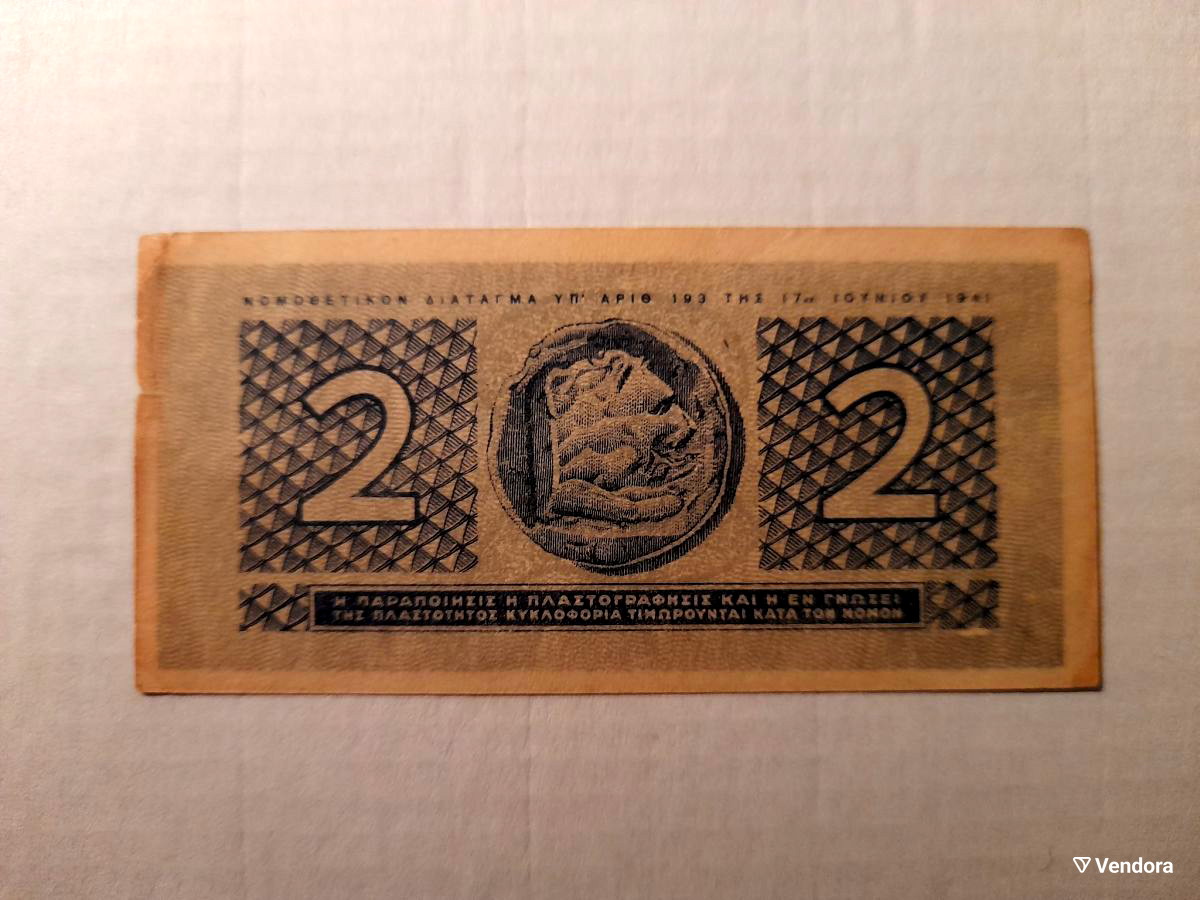 ΝΟΜΟΘΕΤΙΚΟΝ ΔΙΑΤΑΓΜΑ ΥΠ' ΑΡΙΘ 193 ΤΗΣ 17ης ΙΟΥΝΙΟΥ 1941
2 2
Η ΠΑΡΑΠΟΙΗΣΙΣ Η ΠΛΑΣΤΟΓΡΑΦΗΣΙΣ ΚΑΙ Η ΕΝ ΓΝΩΣΕΙ
ΤΗΣ ΠΛΑΣΤΟΤΗΤΟΣ ΚΥΚΛΟΦΟΡΙΑ ΤΙΜΩΡΟΥΝΤΑΙ ΚΑΤΑ ΤΟΝ ΝΟΜΟΝ
Vendora